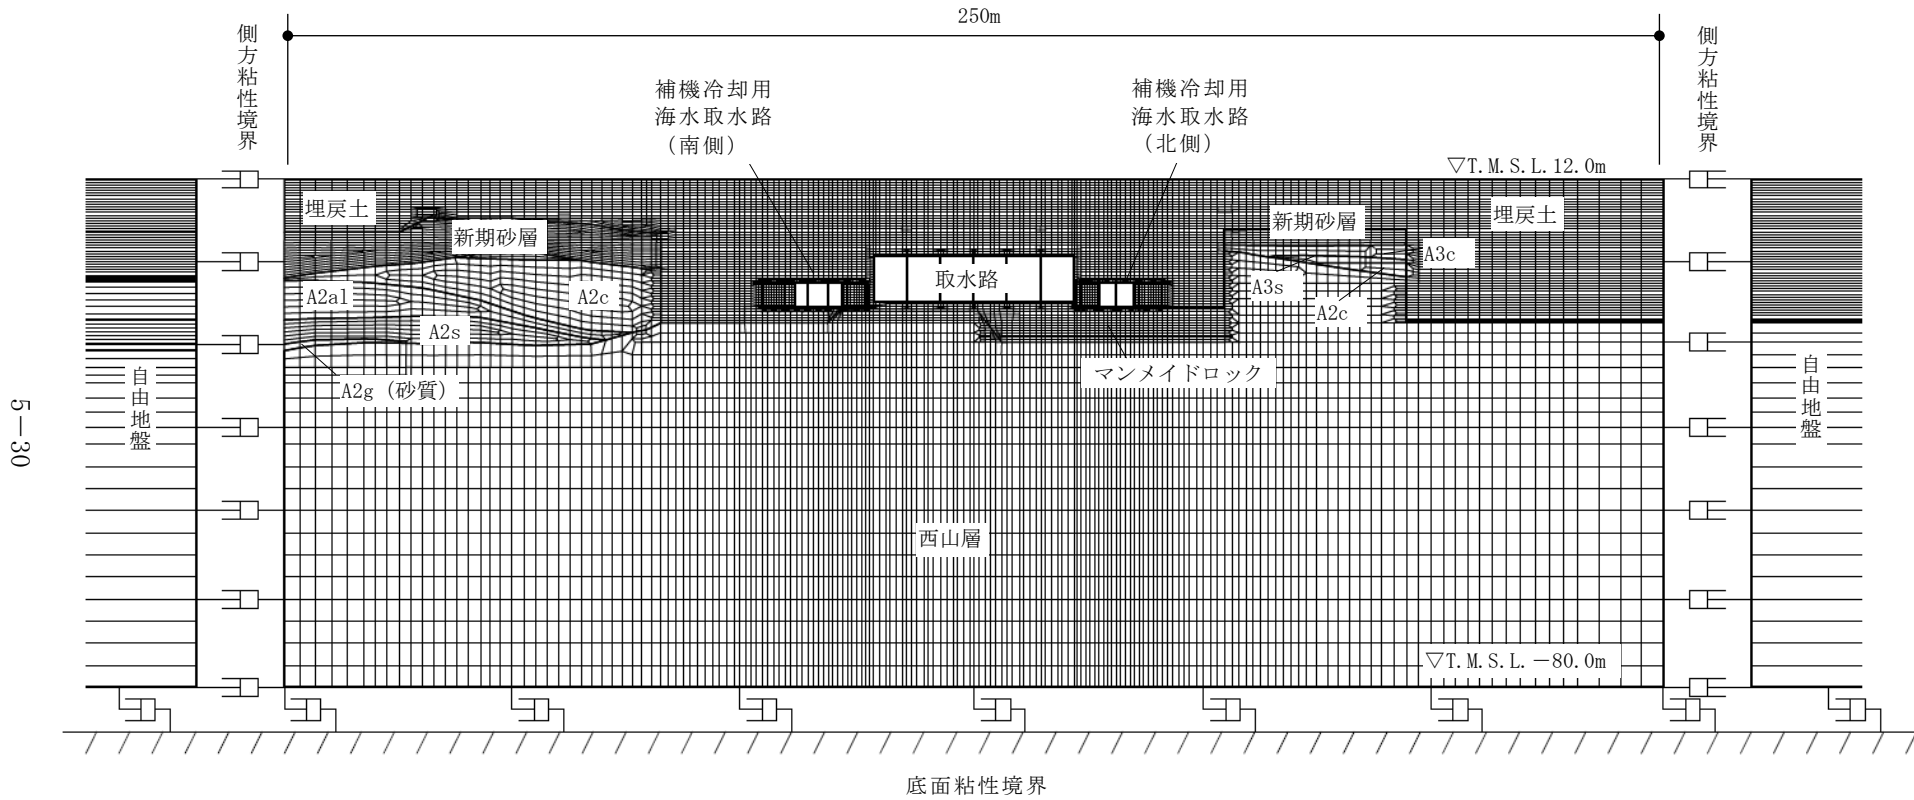 250m
側方粘性境界
側方粘性境界
補機冷却用
海水取水路
（南側）
補機冷却用
海水取水路
（北側）
▽T.M.S.L.12.0m
埋戻土
新期砂層
新期砂層
埋戻土
A3c
取水路
A2al
A2c
A3s
A2c
A2s
マンメイドロック
A2g（砂質）
自由地盤
自由地盤
5－30
西山層
▽T.M.S.L.－80.0m
底面粘性境界